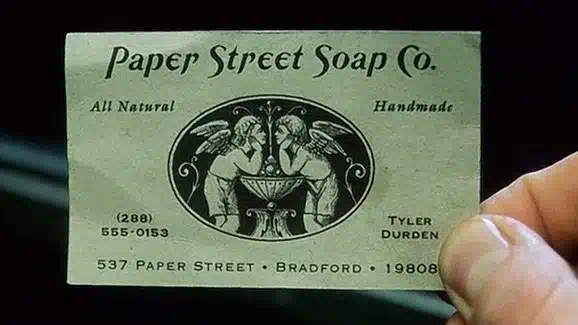 Paper Street Soap Co.
All Natural
Handmade
(288)
555-0153
Tyler
Durden
537 Paper Street • Bradford • 19808